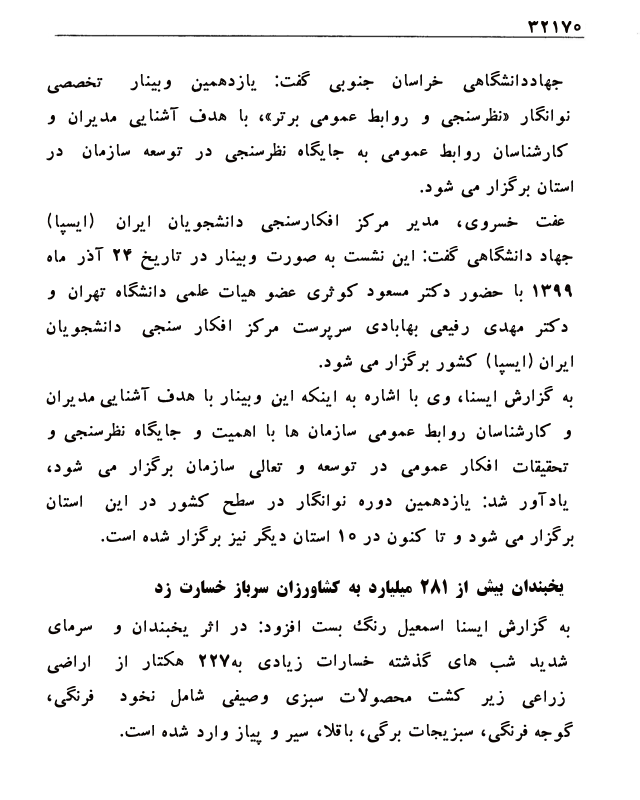 ۳۲۱۷۰
جهاددانشگاهی خراسان جنوبی گفت: یازدهمین وبینار تخصصی
نوانگار «نظرسنجی و روابط عمومی برتر»، با هدف آشنایی مدیران و
کارشناسان روابط عمومی به جایگاه نظرسنجی در توسعه سازمان در
استان برگزار می شود.
عفت خسروی، مدیر مرکز افکارسنجی دانشجویان ایران (ایسپا)
جهاد دانشگاهی گفت: این نشست به صورت وبینار در تاریخ ۲۴ آذر ماه
۱۳۹۹ با حضور دکتر مسعود کوثری عضو هیات علمی دانشگاه تهران و
دکتر مهدی رفیعی بهابادی سرپرست مرکز افکار سنجی دانشجویان
ایران (ایسپا) کشور برگزار می شود.
به گزارش ایسنا، وی با اشاره به اینکه این وبینار با هدف آشنایی مدیران
و کارشناسان روابط عمومی سازمان ها با اهمیت و جایگاه نظرسنجی و
تحقیقات افکار عمومی در توسعه و تعالی سازمان برگزار می شود،
یادآور شد: یازدهمین دوره نوانگار در سطح کشور در این استان
برگزار می شود و تا کنون در ۱۰ استان دیگر نیز برگزار شده است.
یخبندان بیش از ۲۸۱ میلیارد به کشاورزان سرباز خسارت زد
به گزارش ایسنا اسمعیل رنگ بست افزود: در اثر یخبندان و سرمای
شدید شب های گذشته خسارات زیادی به۲۲۷ هکتار از اراضی
زراعی زیر کشت محصولات سبزی وصیفی شامل نخود فرنگی،
گوجه فرنگی، سبزیجات برگی، باقلا، سیر و پیاز وارد شده است.